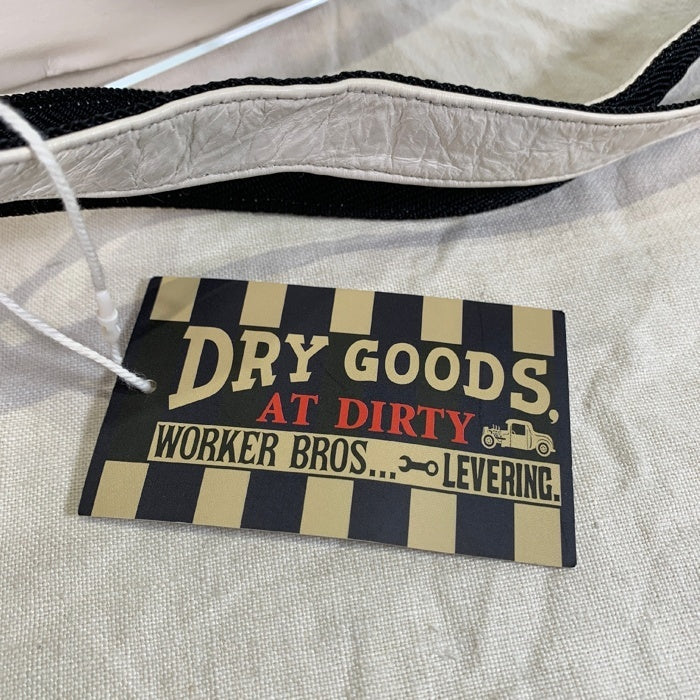 DRY GOODS,
AT DIRTY
WORKER BROS... LEVERING.